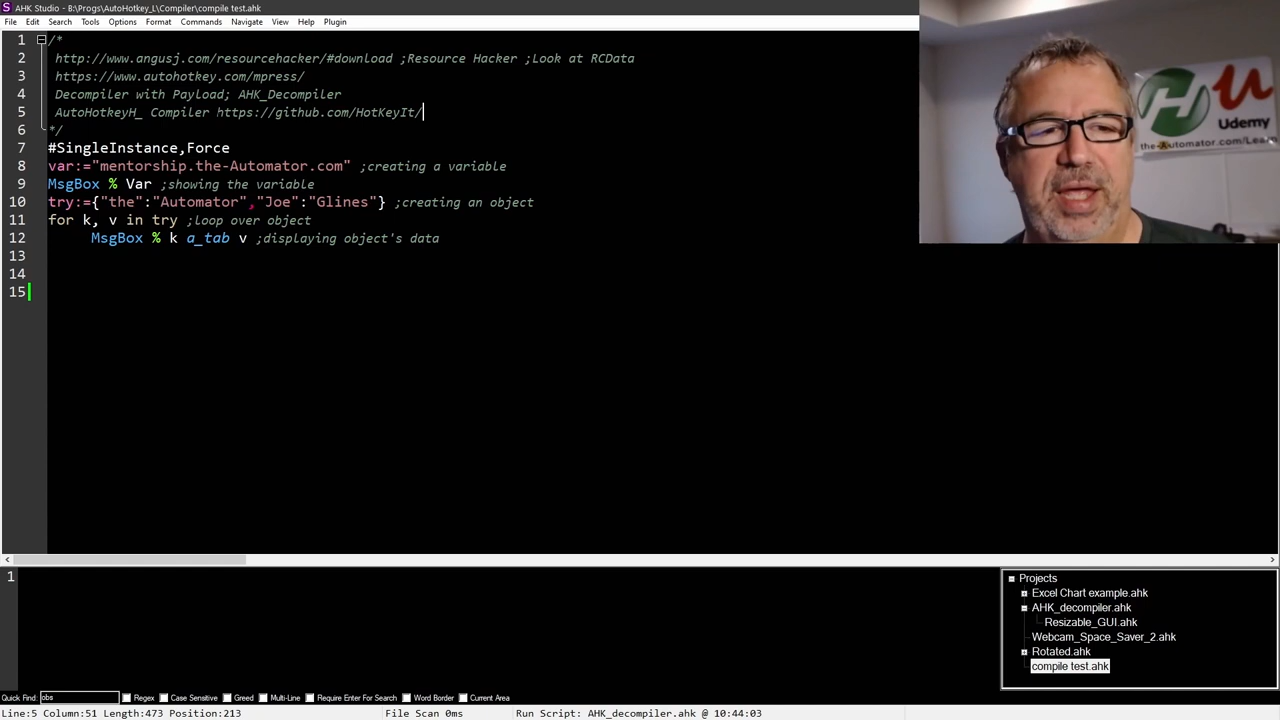 AHK Studio - B:\Progs\AutoHotkey_L\Compiler\compile test.ahk
File Edit Search Tools Options Format Commands Navigate View Help Plugin
1 /*
2 http://www.angusj.com/resourcehacker/#download ;Resource Hacker ;Look at RCData
3 https://www.autohotkey.com/mpress/
4 Decompiler with Payload; AHK_Decompiler
5 AutoHotkeyH_ Compiler https://github.com/HotKeyIt/
6 */
7 #SingleInstance,Force
8 var:="mentorship.the-Automator.com" ;creating a variable
9 MsgBox % Var ;showing the variable
10 try:={"the":"Automator","Joe":"Glines"} ;creating an object
11 for k, v in try ;loop over object
12 MsgBox % k a_tab v ;displaying object's data
13
14
15
H u
Udemy
the-Automator.com/Learn
1
Projects
Excel Chart example.ahk
AHK_decompiler.ahk
Resizable_GUI.ahk
Webcam_Space_Saver_2.ahk
Rotated.ahk
compile test.ahk
Quick Find: obs Regex Case Sensitive Greed Multi-Line Require Enter For Search Word Border Current Area
Line:5 Column:51 Length:473 Position:213 File Scan 0ms Run Script: AHK_decompiler.ahk @ 10:44:03